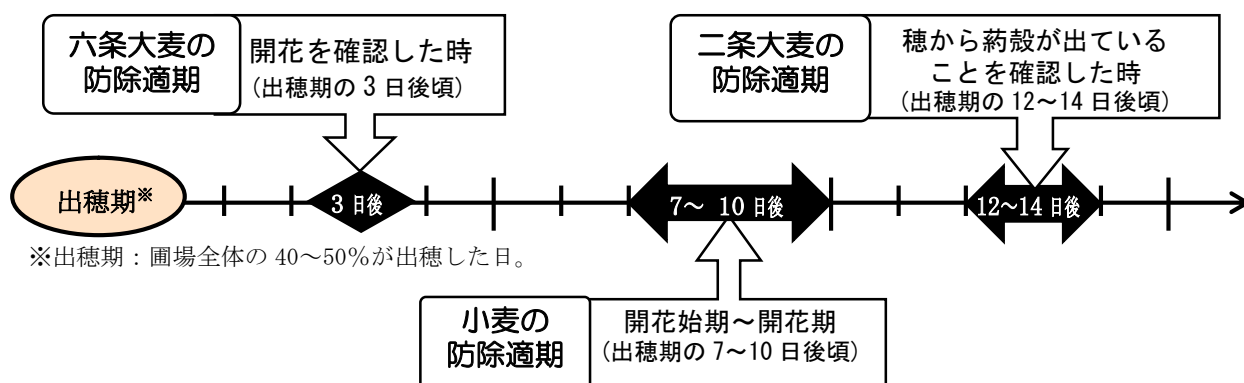 六条大麦の
防除適期
開花を確認した時
(出穂期の 3 日後頃)
二条大麦の
防除適期
穂から葯殻が出ている
ことを確認した時
(出穂期の 12～14 日後頃)
出穂期※
3 日後
7～ 10 日後
12～14 日後
※出穂期：圃場全体の 40～50%が出穂した日。
小麦の
防除適期
開花始期～開花期
(出穂期の 7～10 日後頃)